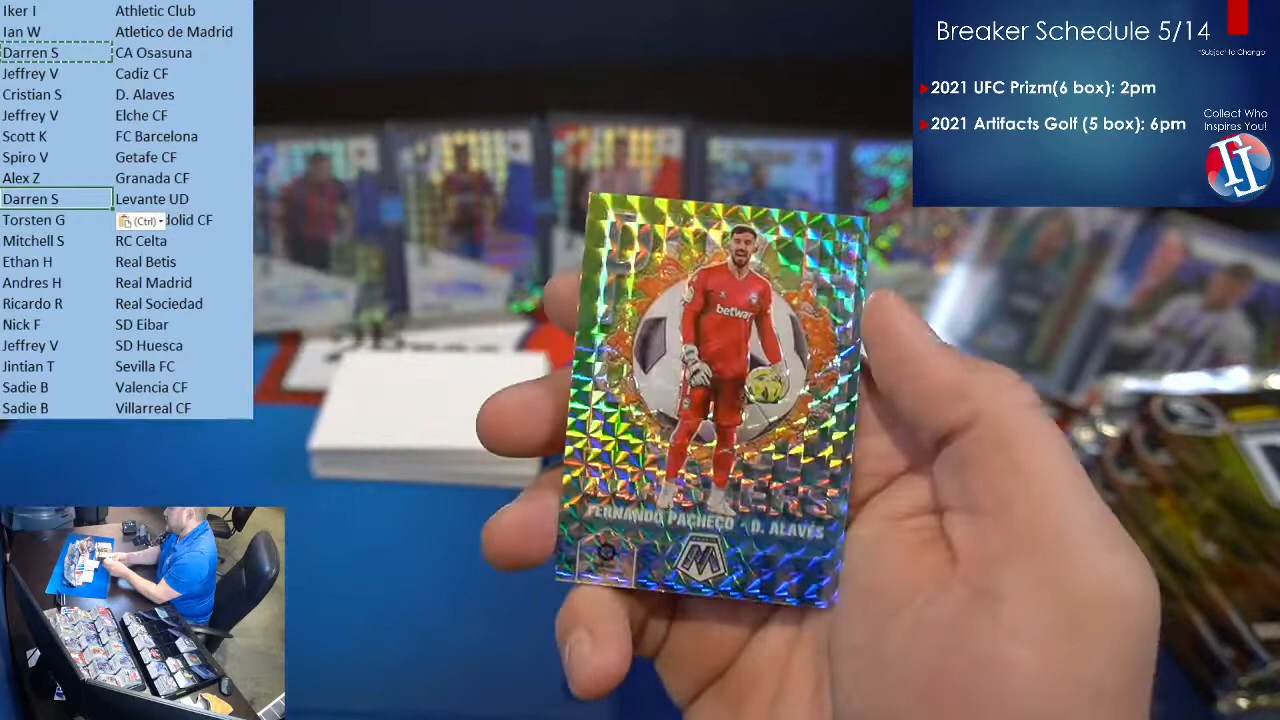 Iker I Athletic Club
Ian W Atletico de Madrid
Darren S CA Osasuna
Jeffrey V Cadiz CF
Cristian S D. Alaves
Jeffrey V Elche CF
Scott K FC Barcelona
Spiro V Getafe CF
Alex Z Granada CF
Darren S Levante UD
Torsten G (Ctrl) dolid CF
Mitchell S RC Celta
Ethan H Real Betis
Andres H Real Madrid
Ricardo R Real Sociedad
Nick F SD Eibar
Jeffrey V SD Huesca
Jintian T Sevilla FC
Sadie B Valencia CF
Sadie B Villarreal CF
Breaker Schedule 5/14
*Subject to Change
2021 UFC Prizm(6 box): 2pm
2021 Artifacts Golf (5 box): 6pm
Collect Who
Inspires You!
betway
FERNANDO PACHECO - D. ALAVÉS
M